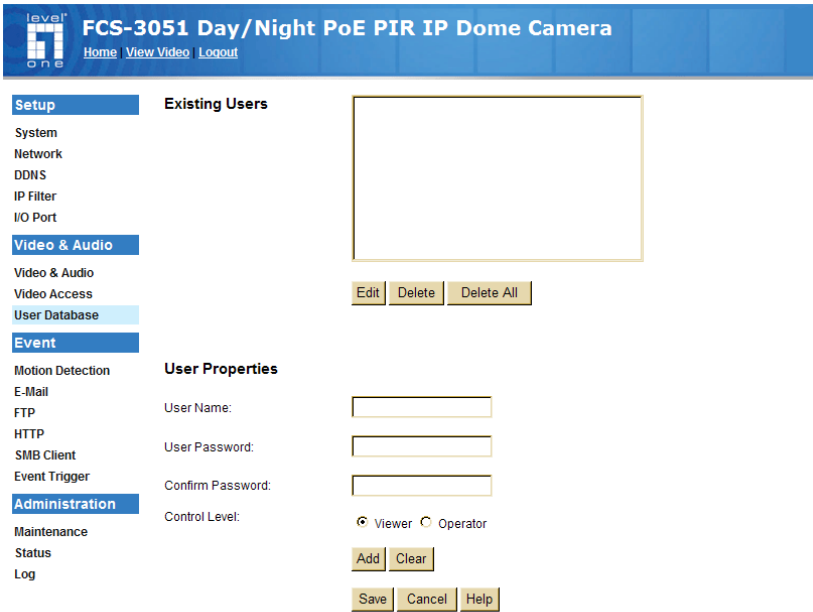 level
one
FCS-3051 Day/Night PoE PIR IP Dome Camera
Home | View Video | Logout
Setup
System
Network
DDNS
IP Filter
I/O Port
Video & Audio
Video & Audio
Video Access
User Database
Event
Motion Detection
E-Mail
FTP
HTTP
SMB Client
Event Trigger
Administration
Maintenance
Status
Log
Existing Users
Edit Delete Delete All
User Properties
User Name:
User Password:
Confirm Password:
Control Level: Viewer Operator
Add Clear
Save Cancel Help